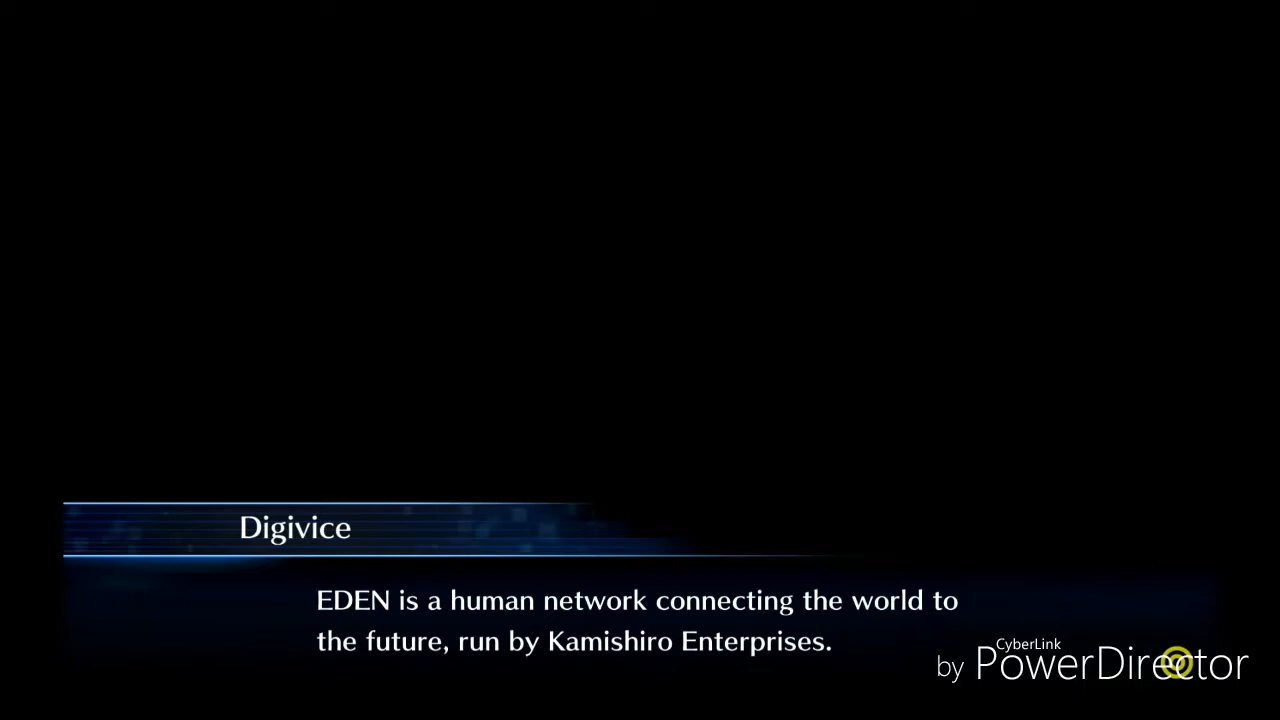 Digivice
EDEN is a human network connecting the world to
the future, run by Kamishiro Enterprises.
CyberLink
by PowerDirector